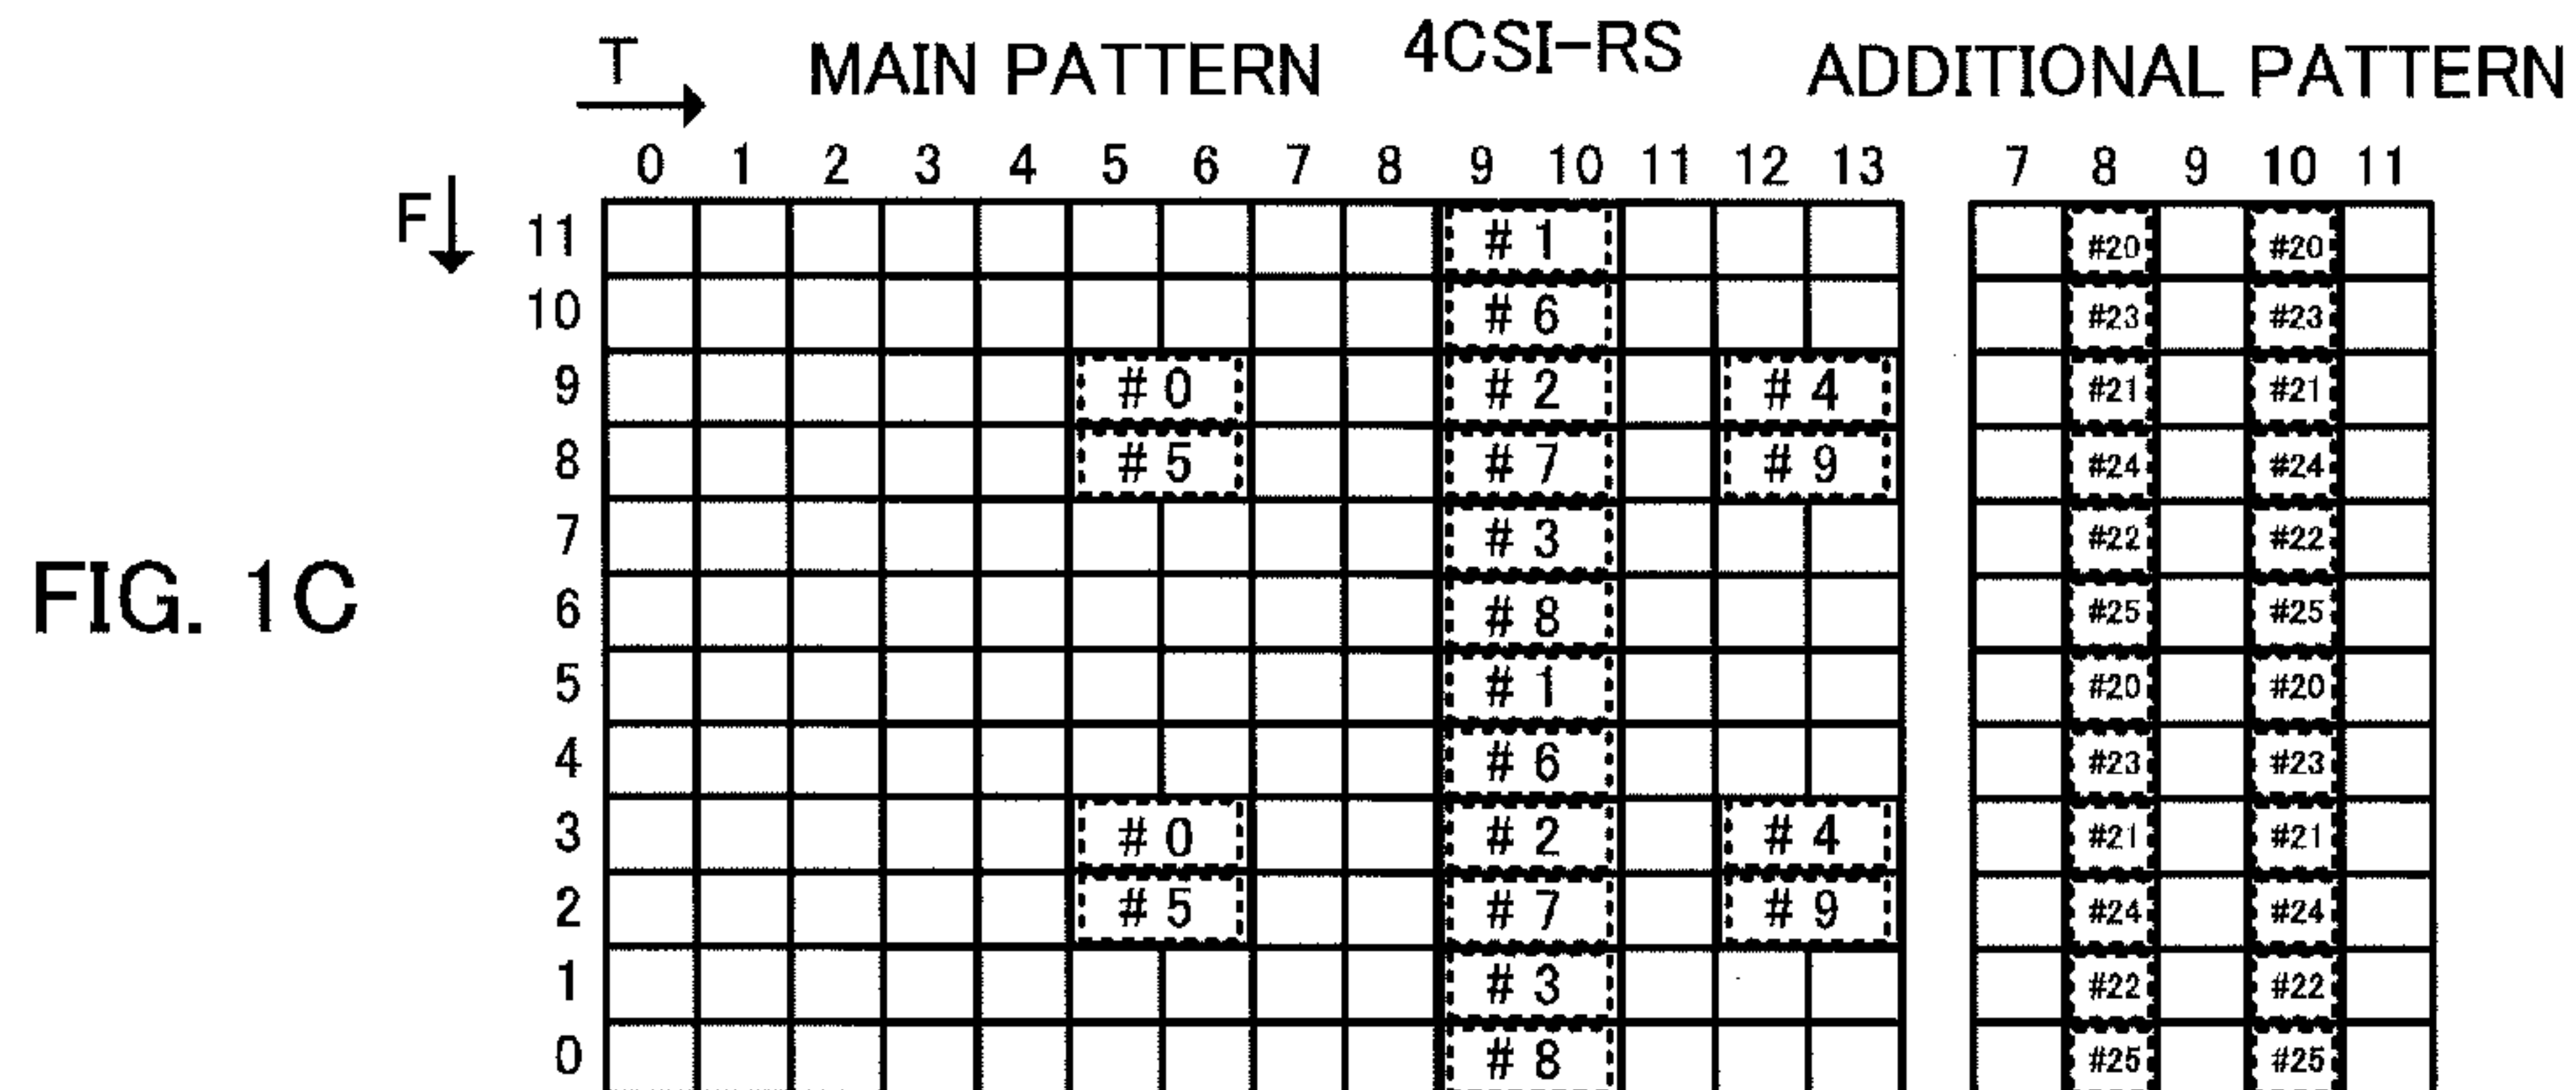 T MAIN PATTERN 4CSI-RS ADDITIONAL PATTERN
0 1 2 3 4 5 6 7 8 9 10 11 12 13 7 8 9 10 11
F 11 # 1 #20 #20
10 # 6 #23 #23
9 # 0 # 2 # 4 #21 #21
8 # 5 # 7 # 9 #24 #24
7 # 3 #22 #22
FIG. 1C 6 # 8 #25 #25
5 # 1 #20 #20
4 # 6 #23 #23
3 # 0 # 2 # 4 #21 #21
2 # 5 # 7 # 9 #24 #24
1 # 3 #22 #22
0 # 8 #25 #25